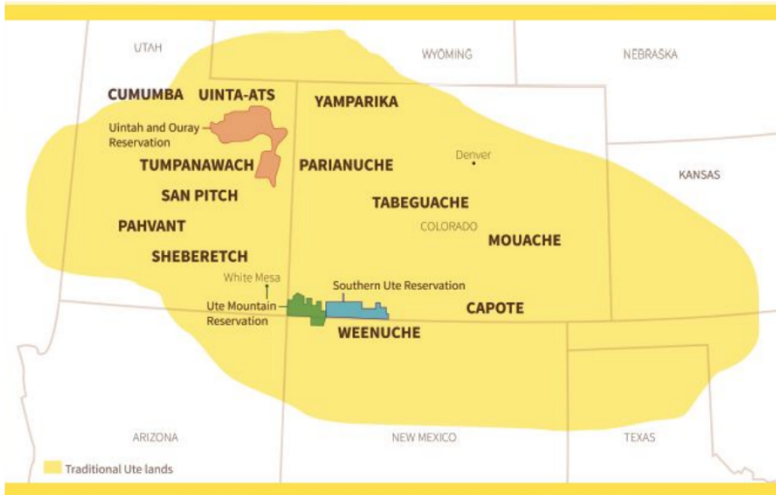 UTAH
WYOMING
NEBRASKA
CUMUMBA
UINTA-ATS
YAMPARIKA
Uintah and Ouray
Reservation
Denver
TUMPANAWACH
PARIANUCHE
KANSAS
SAN PITCH
TABEGUACHE
PAHVANT
COLORADO
MOUACHE
SHEBERETCH
White Mesa
Southern Ute Reservation
Ute Mountain
Reservation
CAPOTE
WEENUCHE
ARIZONA
NEW MEXICO
TEXAS
Traditional Ute lands